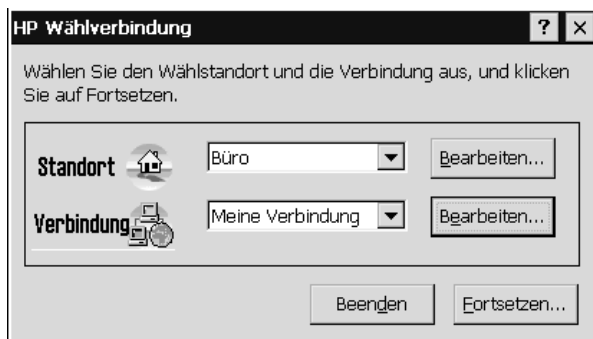 HP Wählverbindung ? ×
Wählen Sie den Wählstandort und die Verbindung aus, und klicken
Sie auf Fortsetzen.
Standort Büro Bearbeiten...
Verbindung Meine Verbindung Bearbeiten...
Beenden Fortsetzen...